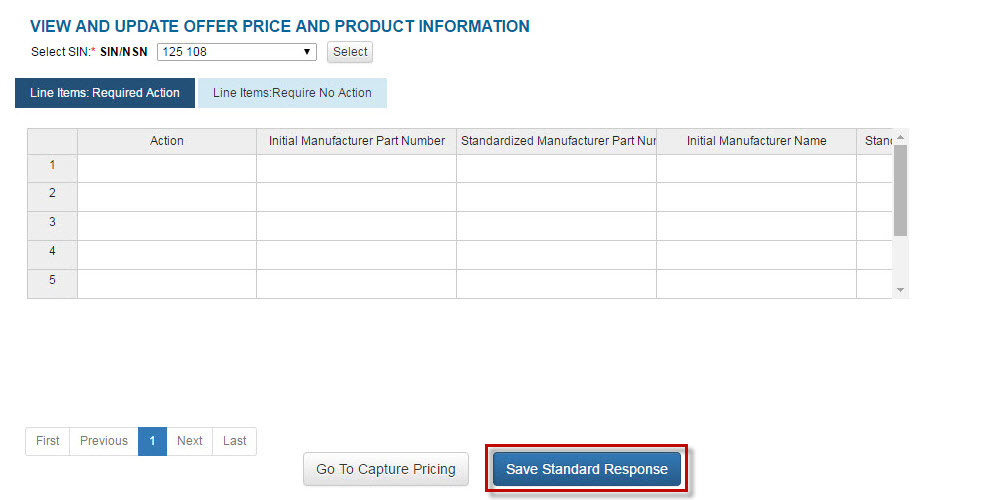 VIEW AND UPDATE OFFER PRICE AND PRODUCT INFORMATION
Select SIN:* SIN/NSN 125 108 Select
Line Items: Required Action Line Items:Require No Action
Action Initial Manufacturer Part Number Standardized Manufacturer Part Nur Initial Manufacturer Name Stand
1
2
3
4
5
First Previous 1 Next Last
Go To Capture Pricing Save Standard Response